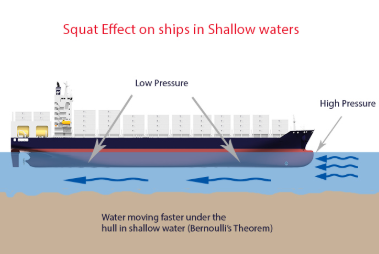 Squat Effect on ships in Shallow waters
Low Pressure
High Pressure
Water moving faster under the
hull in shallow water (Bernoulli's Theorem)